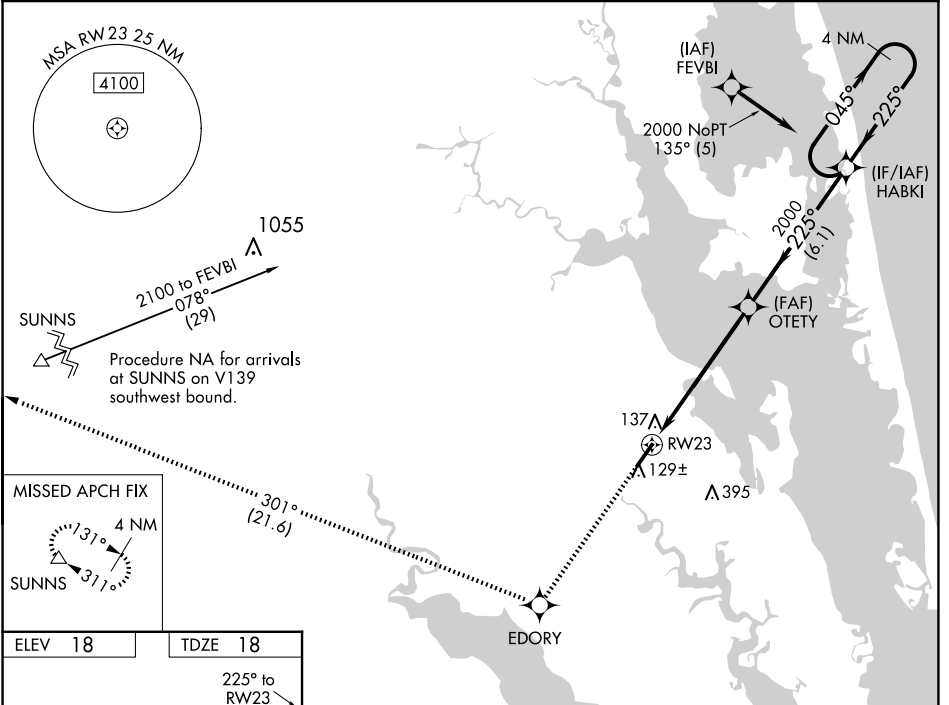 MSA RW23 25 NM
4100
(IAF)
FEVBI
4 NM
045°
225°
2000 NoPT
135° (5)
(IF/IAF)
HABKI
2000
225°
(6.1)
1055
2100 to FEVBI
078°
(29)
SUNNS
(FAF)
OTETY
Procedure NA for arrivals
at SUNNS on V139
southwest bound.
137
RW23
129±
395
MISSED APCH FIX
4 NM
131°
311°
SUNNS
301°
(21.6)
EDORY
ELEV 18
TDZE 18
225° to
RW23